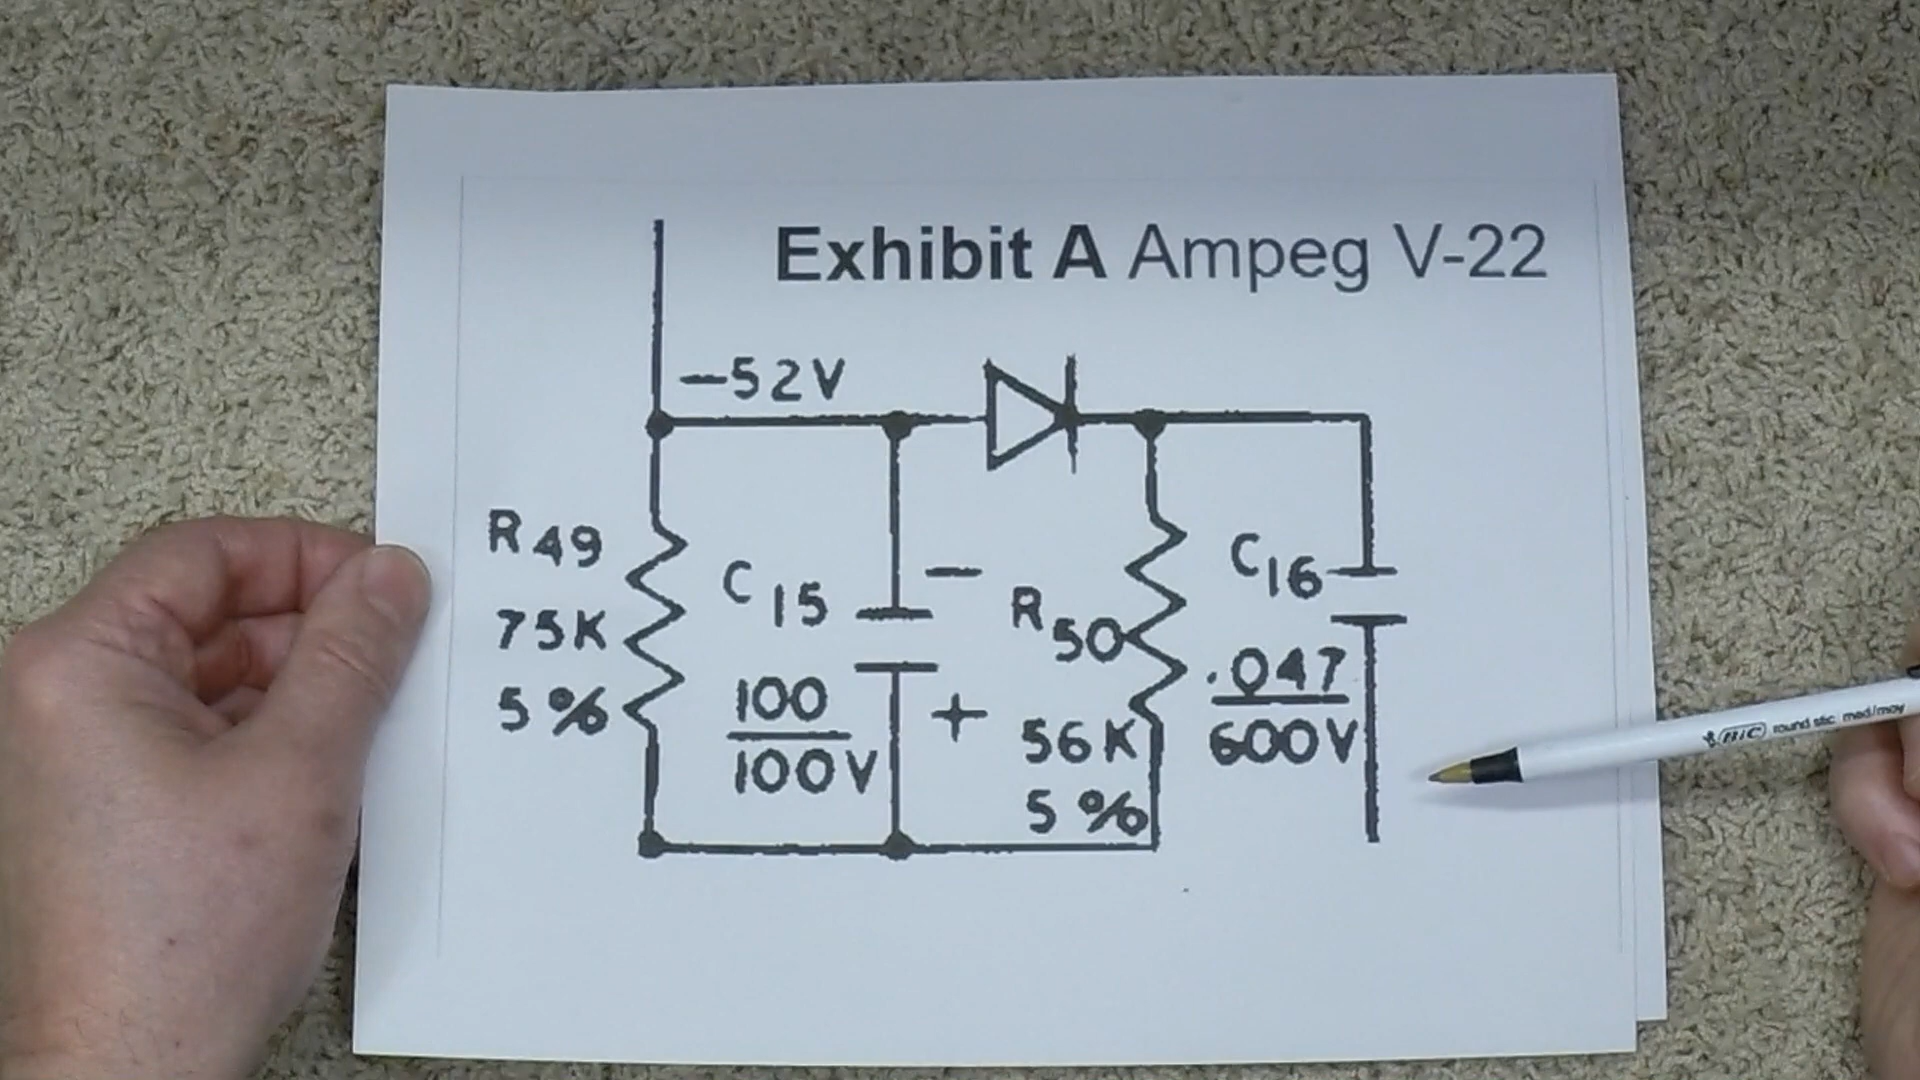 Exhibit A Ampeg V-22
−52V
R49
75K
5%
C15
100
100V
−
+
R50
56K
5%
C16
.047
600V
BIC round stic med/moy